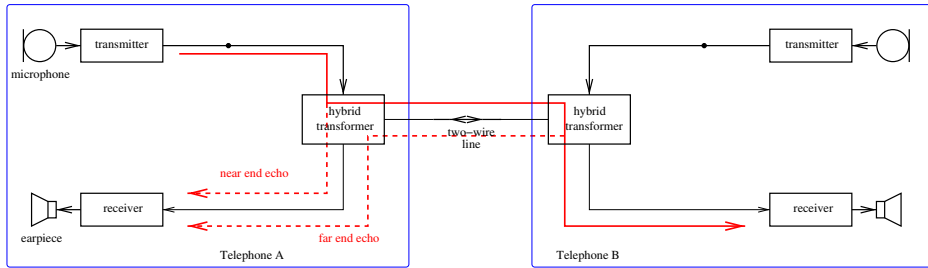 transmitter
transmitter
microphone
hybrid
transformer
hybrid
transformer
two-wire
line
near end echo
receiver
receiver
earpiece
far end echo
Telephone A
Telephone B